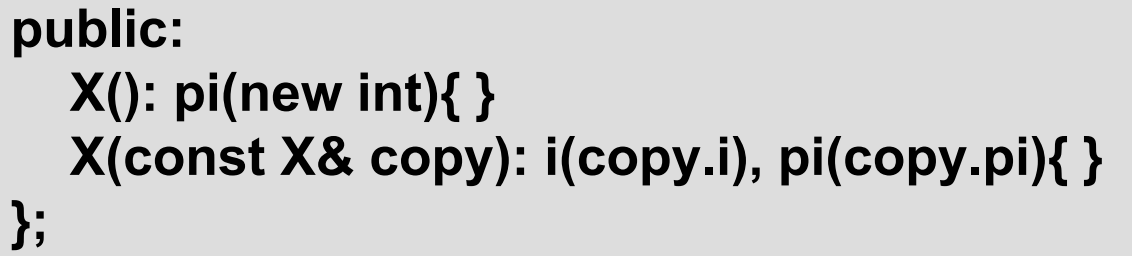 public:
X(): pi(new int){ }
X(const X& copy): i(copy.i), pi(copy.pi){ }
};